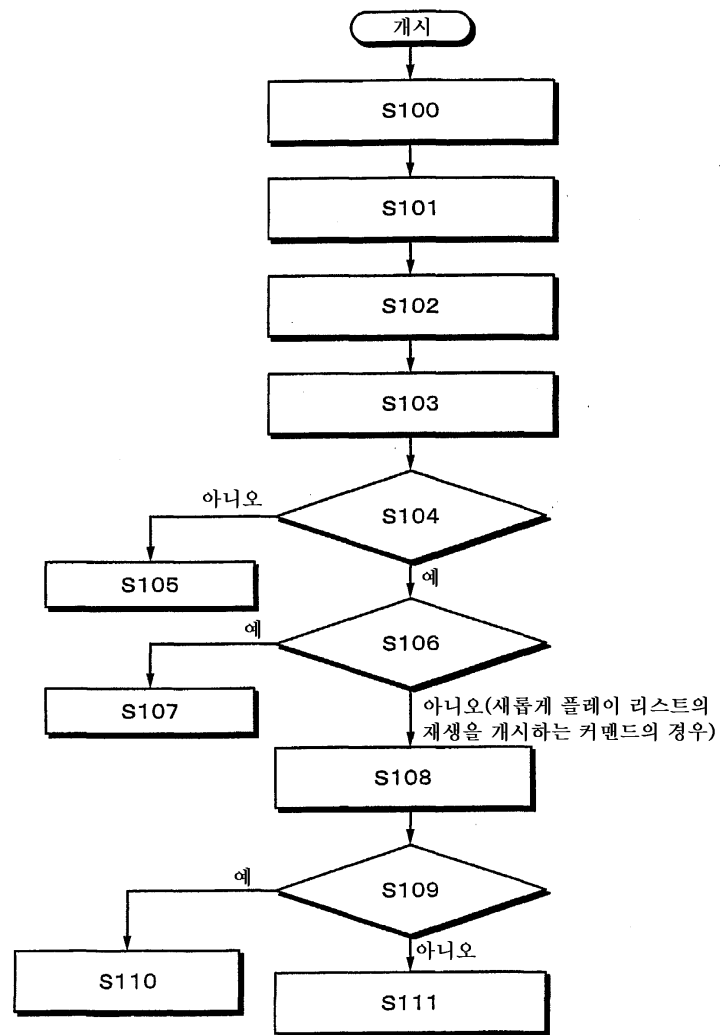 개시
S100
S101
S102
S103
아니오
S104
S105
예
예
S106
S107
아니오(새롭게 플레이 리스트의
재생을 개시하는 커맨드의 경우)
S108
예
S109
아니오
S110
S111